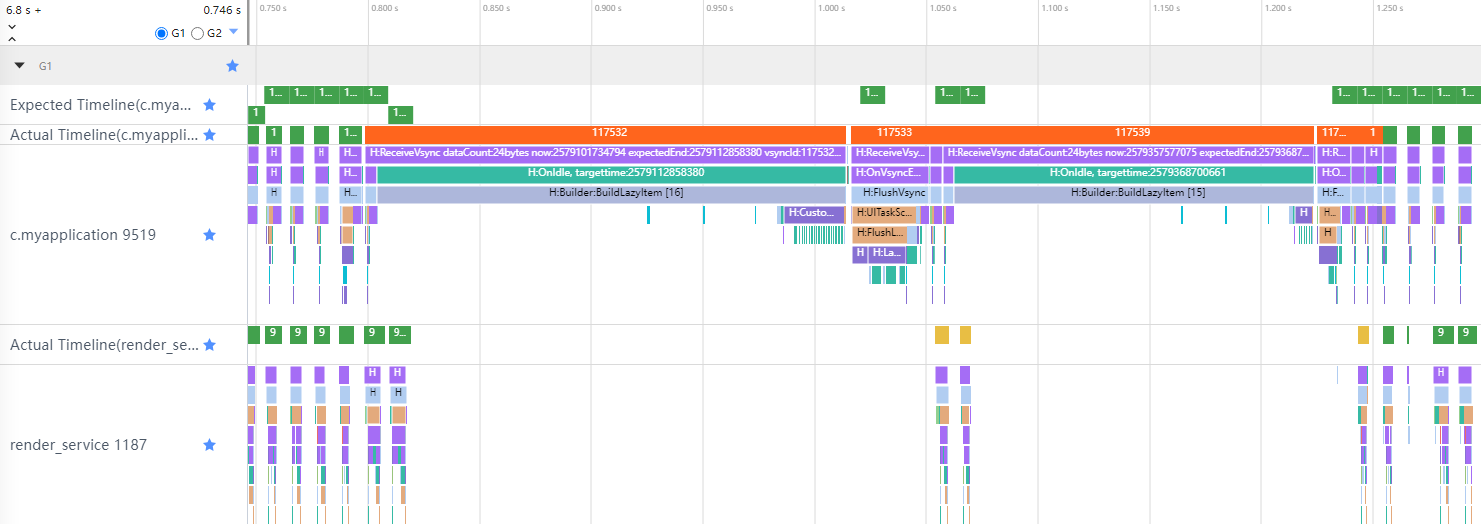 6.8 s + 0.746 s
0.750 s 0.800 s 0.850 s 0.900 s 0.950 s 1.000 s 1.050 s 1.100 s 1.150 s 1.200 s 1.250 s
G1 G2
G1
Expected Timeline(c.mya...
1... 1... 1... 1... 1... 1... 1... 1... 1... 1... 1... 1... 1... 1...
1 1...
Actual Timeline(c.myappli...
1 1... 117532 117533 117539 117... 1
H H H... H:ReceiveVsync dataCount:24bytes now:2579101734794 expectedEnd:2579112858380 vsyncId:117532... H:ReceiveVsy... H:ReceiveVsync dataCount:24bytes now:2579357577075 expectedEnd:25793687... H:R... H
H H... H:OnIdle, targettime:2579112858380 H:OnVsyncE... H:OnIdle, targettime:2579368700661 H:O...
H H... H:Builder:BuildLazyItem [16] H:FlushVsync H:Builder:BuildLazyItem [15] H:F...
H:Custo... H:UITaskSc... H H...
c.myapplication 9519
H:FlushL... H
H H:La...
Actual Timeline(render_se...
9 9 9 9 9... 9 9
H H H
H H
render_service 1187